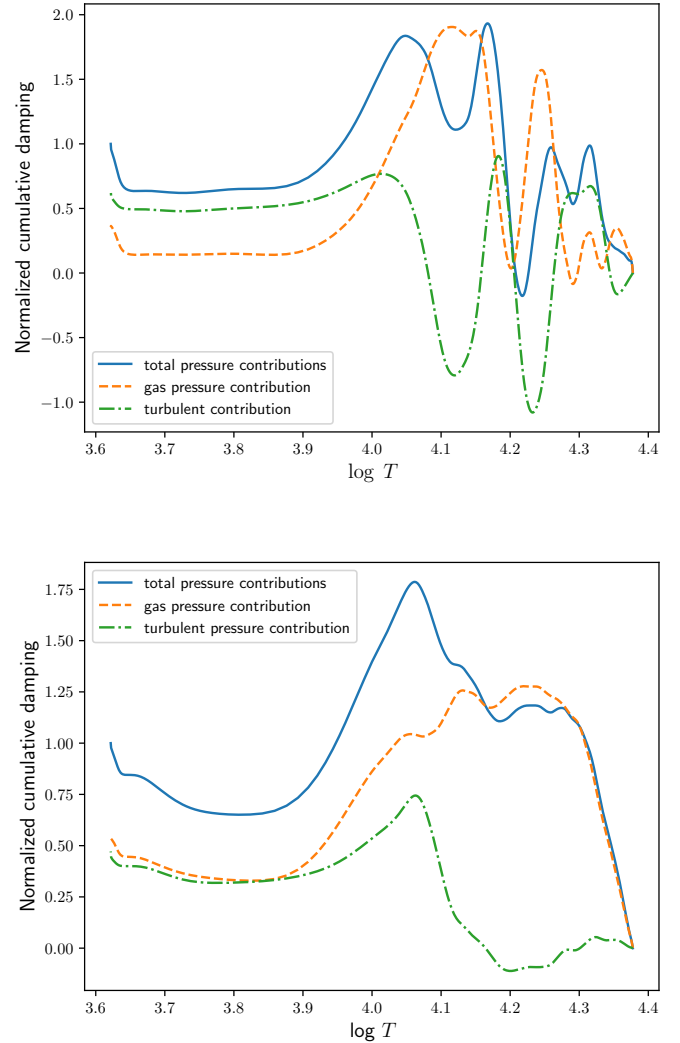 2.0
1.5
1.0
0.5
0.0
−0.5
−1.0
Normalized cumulative damping
total pressure contributions
gas pressure contribution
turbulent contribution
3.6 3.7 3.8 3.9 4.0 4.1 4.2 4.3 4.4
log T
1.75
1.50
1.25
1.00
0.75
0.50
0.25
0.00
Normalized cumulative damping
total pressure contributions
gas pressure contribution
turbulent pressure contribution
3.6 3.7 3.8 3.9 4.0 4.1 4.2 4.3 4.4
log T